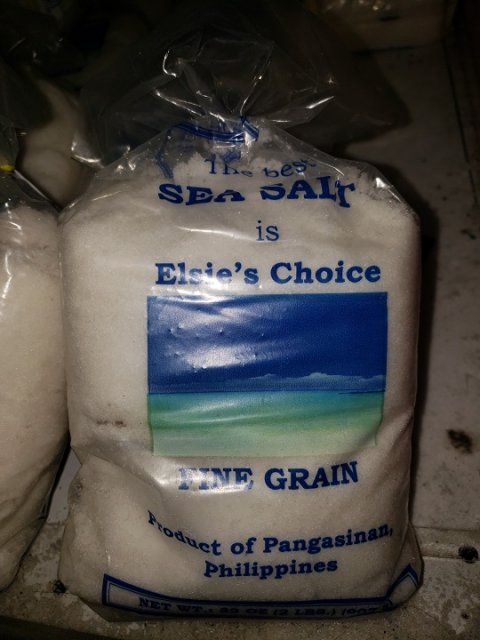 The best
SEA SALT
is
Elsie's Choice
FINE GRAIN
Product of Pangasinan,
Philippines
NET WT.: 32 OZ (2 LBS.)